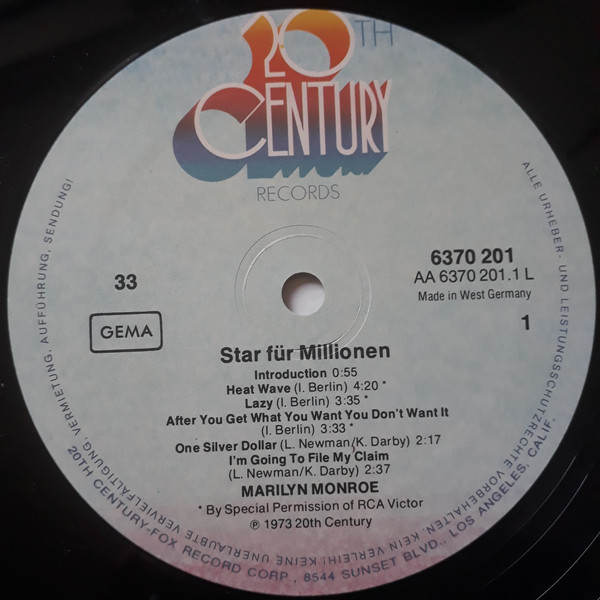 20TH
CENTURY
RECORDS
33
6370 201
AA 6370 201.1 L
Made in West Germany
GEMA
1
Star für Millionen
Introduction 0:55
Heat Wave (I. Berlin) 4:20 *
Lazy (I. Berlin) 3:35 *
After You Get What You Want You Don't Want It
(I. Berlin) 3:33 *
One Silver Dollar (L. Newman/K. Darby) 2:17
I'm Going To File My Claim
(L. Newman/K. Darby) 2:37
MARILYN MONROE
* By Special Permission of RCA Victor
℗ 1973 20th Century
ALLE URHEBER- UND LEISTUNGSSCHUTZRECHTE VORBEHALTEN. KEIN VERLEIH! KEINE UNERLAUBTE VERVIELFÄLTIGUNG, VERMIETUNG, AUFFÜHRUNG, SENDUNG!
20TH CENTURY-FOX RECORD CORP., 8544 SUNSET BLVD., LOS ANGELES, CALIF.